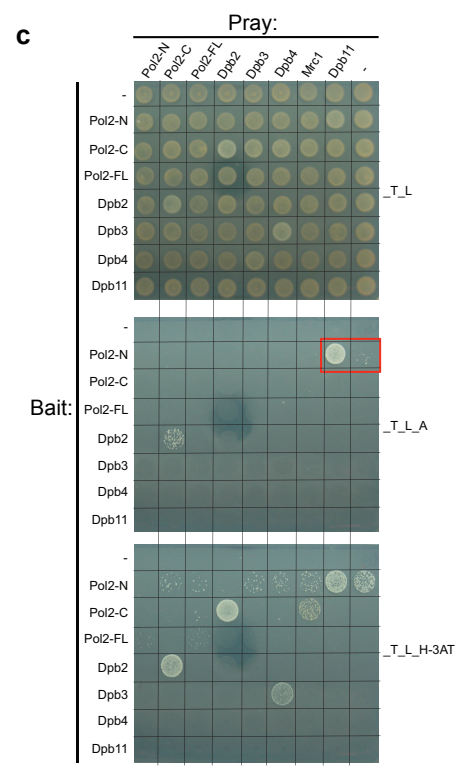 c
Pray:
Pol2-N Pol2-C Pol2-FL Dpb2 Dpb3 Dpb4 Mrc1 Dpb11 -
-
Pol2-N
Pol2-C
Pol2-FL
_T_L
Dpb2
Dpb3
Dpb4
Dpb11
-
Pol2-N
Pol2-C
Bait:
Pol2-FL
_T_L_A
Dpb2
Dpb3
Dpb4
Dpb11
-
Pol2-N
Pol2-C
Pol2-FL
_T_L_H-3AT
Dpb2
Dpb3
Dpb4
Dpb11